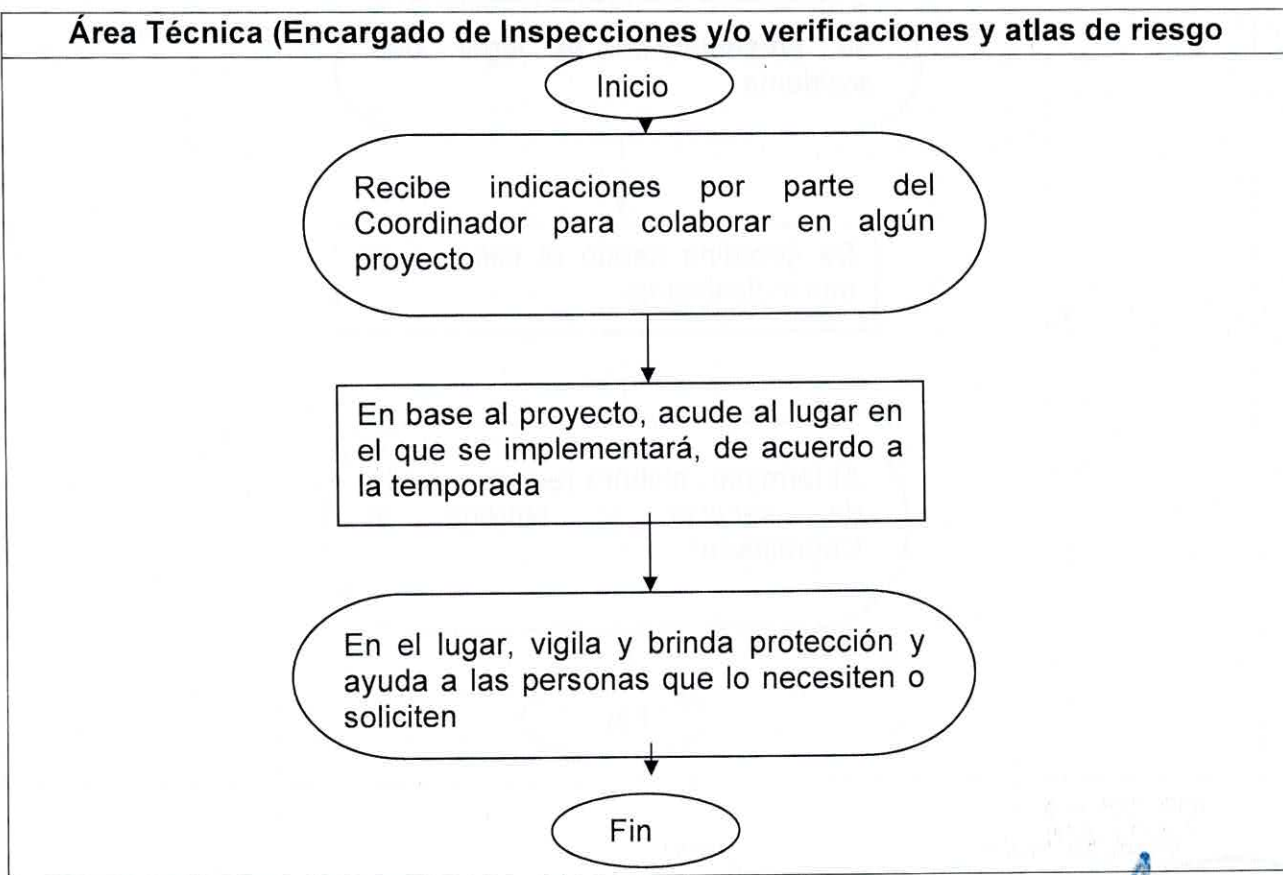 Área Técnica (Encargado de Inspecciones y/o verificaciones y atlas de riesgo
Inicio
Recibe indicaciones por parte del
Coordinador para colaborar en algún
proyecto
En base al proyecto, acude al lugar en
el que se implementará, de acuerdo a
la temporada
En el lugar, vigila y brinda protección y
ayuda a las personas que lo necesiten o
soliciten
Fin